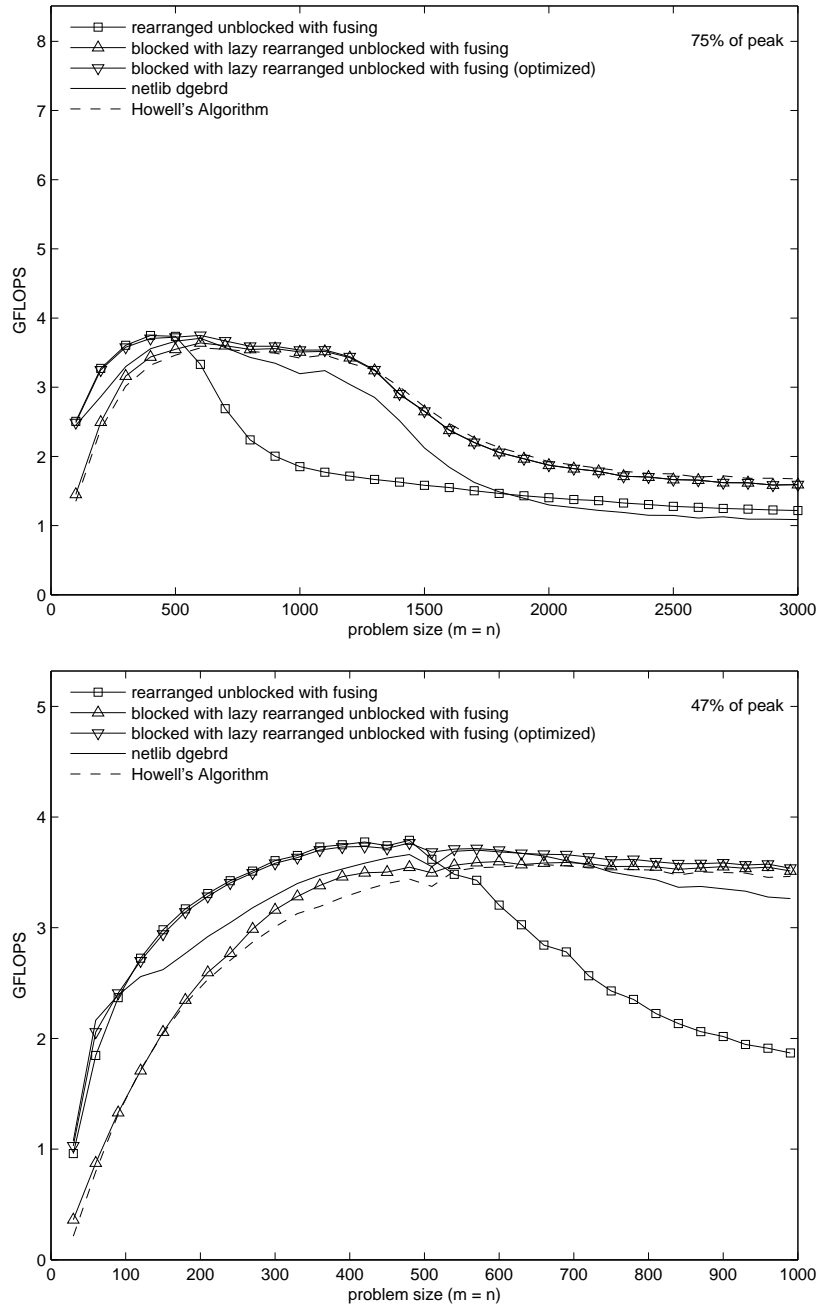 rearranged unblocked with fusing
blocked with lazy rearranged unblocked with fusing
blocked with lazy rearranged unblocked with fusing (optimized)
netlib dgebrd
Howell's Algorithm
75% of peak
8
7
6
5
4
3
2
1
0
GFLOPS
0 500 1000 1500 2000 2500 3000
problem size (m = n)
rearranged unblocked with fusing
blocked with lazy rearranged unblocked with fusing
blocked with lazy rearranged unblocked with fusing (optimized)
netlib dgebrd
Howell's Algorithm
47% of peak
5
4
3
2
1
0
GFLOPS
100 200 300 400 500 600 700 800 900 1000
problem size (m = n)